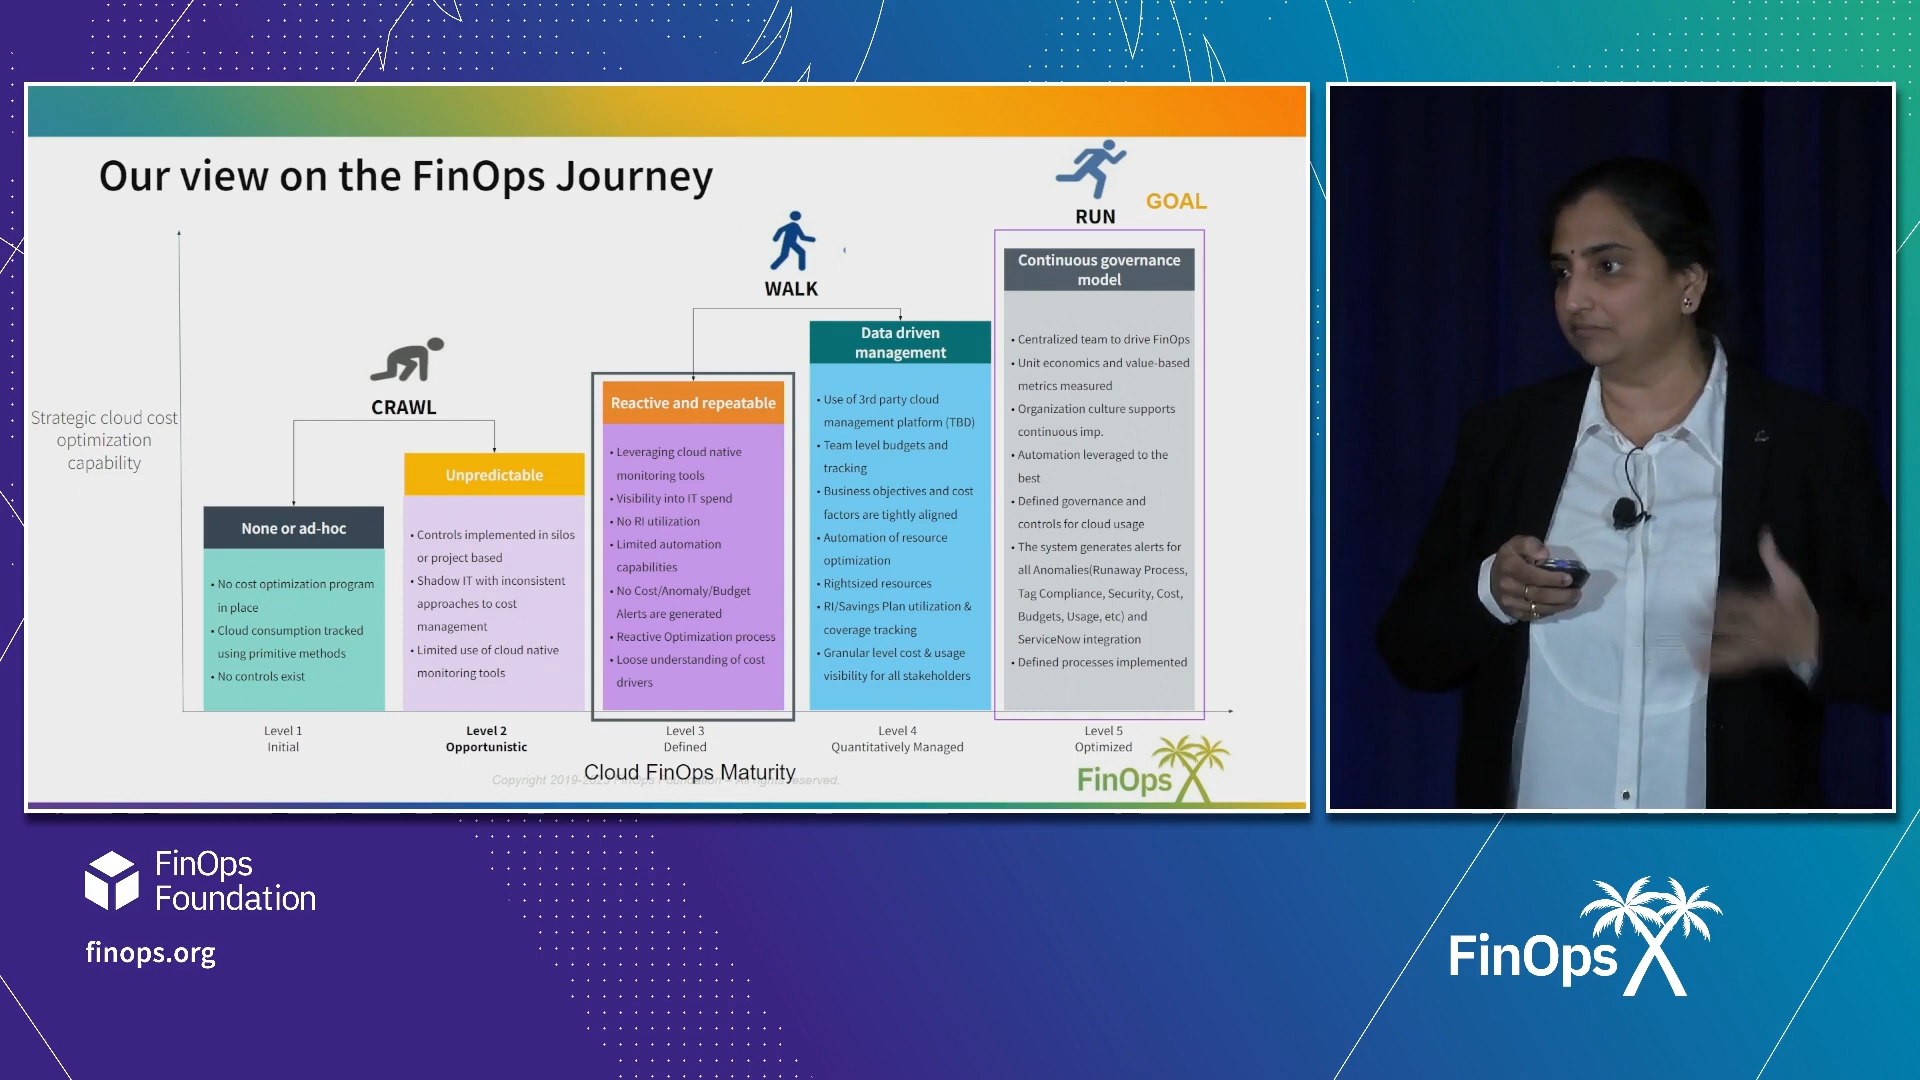 Our view on the FinOps Journey
GOAL
RUN
WALK
CRAWL
Strategic cloud cost
optimization
capability
None or ad-hoc
• No cost optimization program
in place
• Cloud consumption tracked
using primitive methods
• No controls exist
Level 1
Initial
Unpredictable
• Controls implemented in silos
or project based
• Shadow IT with inconsistent
approaches to cost
management
• Limited use of cloud native
monitoring tools
Level 2
Opportunistic
Reactive and repeatable
• Leveraging cloud native
monitoring tools
• Visibility into IT spend
• No RI utilization
• Limited automation
capabilities
• No Cost/Anomaly/Budget
Alerts are generated
• Reactive Optimization process
• Loose understanding of cost
drivers
Level 3
Defined
Data driven
management
• Use of 3rd party cloud
management platform (TBD)
• Team level budgets and
tracking
• Business objectives and cost
factors are tightly aligned
• Automation of resource
optimization
• Rightsized resources
• RI/Savings Plan utilization &
coverage tracking
• Granular level cost & usage
visibility for all stakeholders
Level 4
Quantitatively Managed
Continuous governance
model
• Centralized team to drive FinOps
• Unit economics and value-based
metrics measured
• Organization culture supports
continuous imp.
• Automation leveraged to the
best
• Defined governance and
controls for cloud usage
• The system generates alerts for
all Anomalies(Runaway Process,
Tag Compliance, Security, Cost,
Budgets, Usage, etc) and
ServiceNow integration
• Defined processes implemented
Level 5
Optimized
Cloud FinOps Maturity
Copyright 2019- FinOps Foundation All rights reserved.
FinOps X
FinOps
Foundation
finops.org
FinOps X